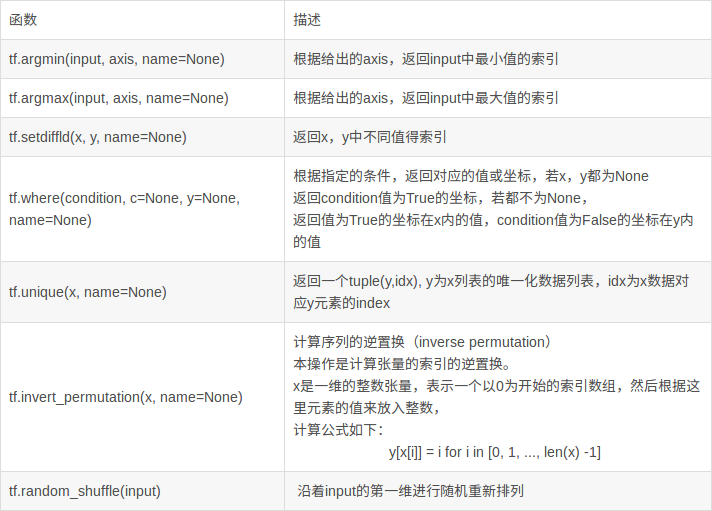 函数
描述
tf.argmin(input, axis, name=None)
根据给出的axis，返回input中最小值的索引
tf.argmax(input, axis, name=None)
根据给出的axis，返回input中最大值的索引
tf.setdiffld(x, y, name=None)
返回x，y中不同值得索引
tf.where(condition, c=None, y=None,
name=None)
根据指定的条件，返回对应的值或坐标，若x，y都为None
返回condition值为True的坐标，若都不为None，
返回值为True的坐标在x内的值，condition值为False的坐标在y内
的值
tf.unique(x, name=None)
返回一个tuple(y,idx), y为x列表的唯一化数据列表，idx为x数据对
应y元素的index
tf.invert_permutation(x, name=None)
计算序列的逆置换（inverse permutation）
本操作是计算张量的索引的逆置换。
x是一维的整数张量，表示一个以0为开始的索引数组，然后根据这
里元素的值来放入整数，
计算公式如下：
y[x[i]] = i for i in [0, 1, ..., len(x) -1]
tf.random_shuffle(input)
沿着input的第一维进行随机重新排列